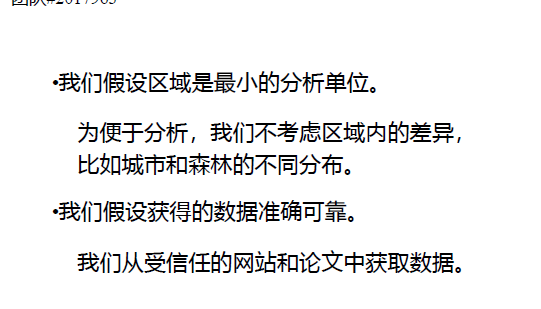 •我们假设区域是最小的分析单位。
为便于分析，我们不考虑区域内的差异，
比如城市和森林的不同分布。
•我们假设获得的数据准确可靠。
我们从受信任的网站和论文中获取数据。